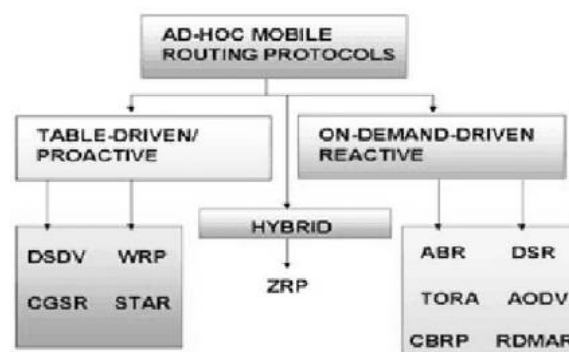 AD-HOC MOBILE
ROUTING PROTOCOLS
TABLE-DRIVEN/
PROACTIVE
ON-DEMAND-DRIVEN
REACTIVE
HYBRID
DSDV WRP
CGSR STAR
ZRP
ABR DSR
TORA AODV
CBRP RDMAR